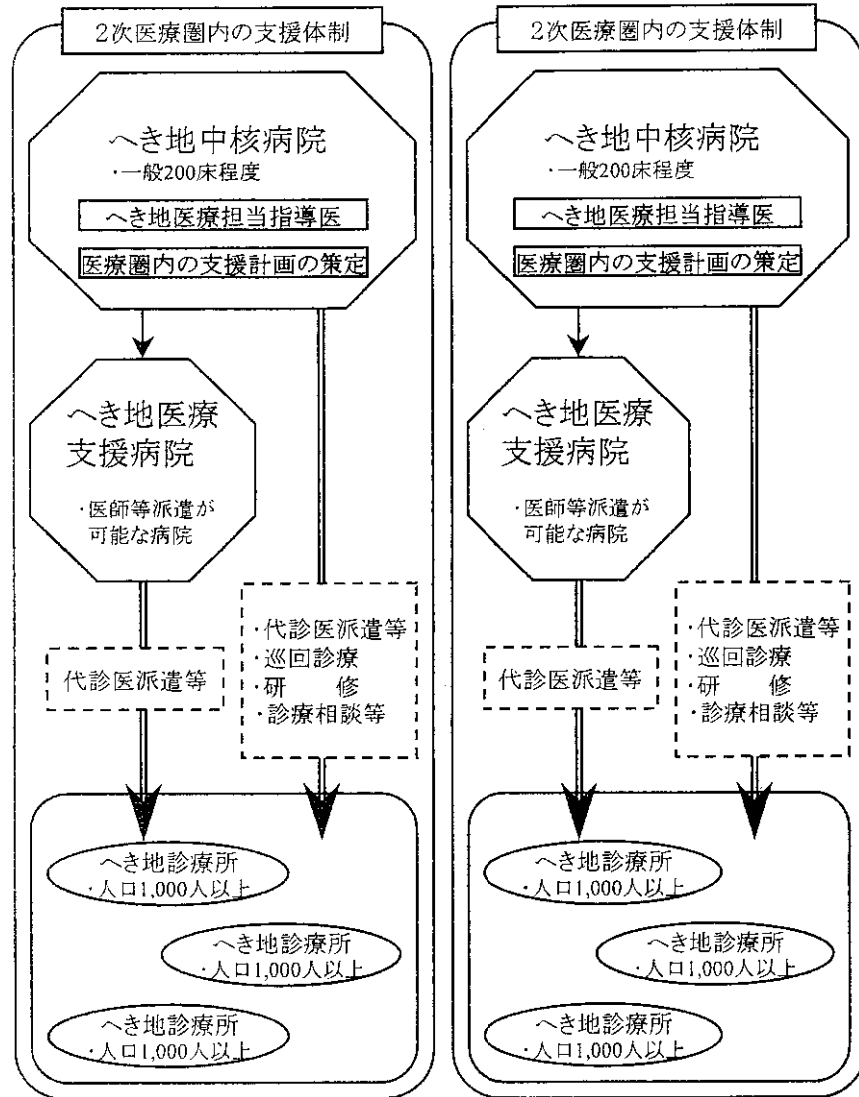 2次医療圏内の支援体制
へき地中核病院
・一般200床程度
へき地医療担当指導医
医療圏内の支援計画の策定
へき地医療
支援病院
・医師等派遣が
可能な病院
代診医派遣等
・代診医派遣等
・巡回診療
・研　　修
・診療相談等
へき地診療所
・人口1,000人以上
へき地診療所
・人口1,000人以上
へき地診療所
・人口1,000人以上
2次医療圏内の支援体制
へき地中核病院
・一般200床程度
へき地医療担当指導医
医療圏内の支援計画の策定
へき地医療
支援病院
・医師等派遣が
可能な病院
代診医派遣等
・代診医派遣等
・巡回診療
・研　　修
・診療相談等
へき地診療所
・人口1,000人以上
へき地診療所
・人口1,000人以上
へき地診療所
・人口1,000人以上